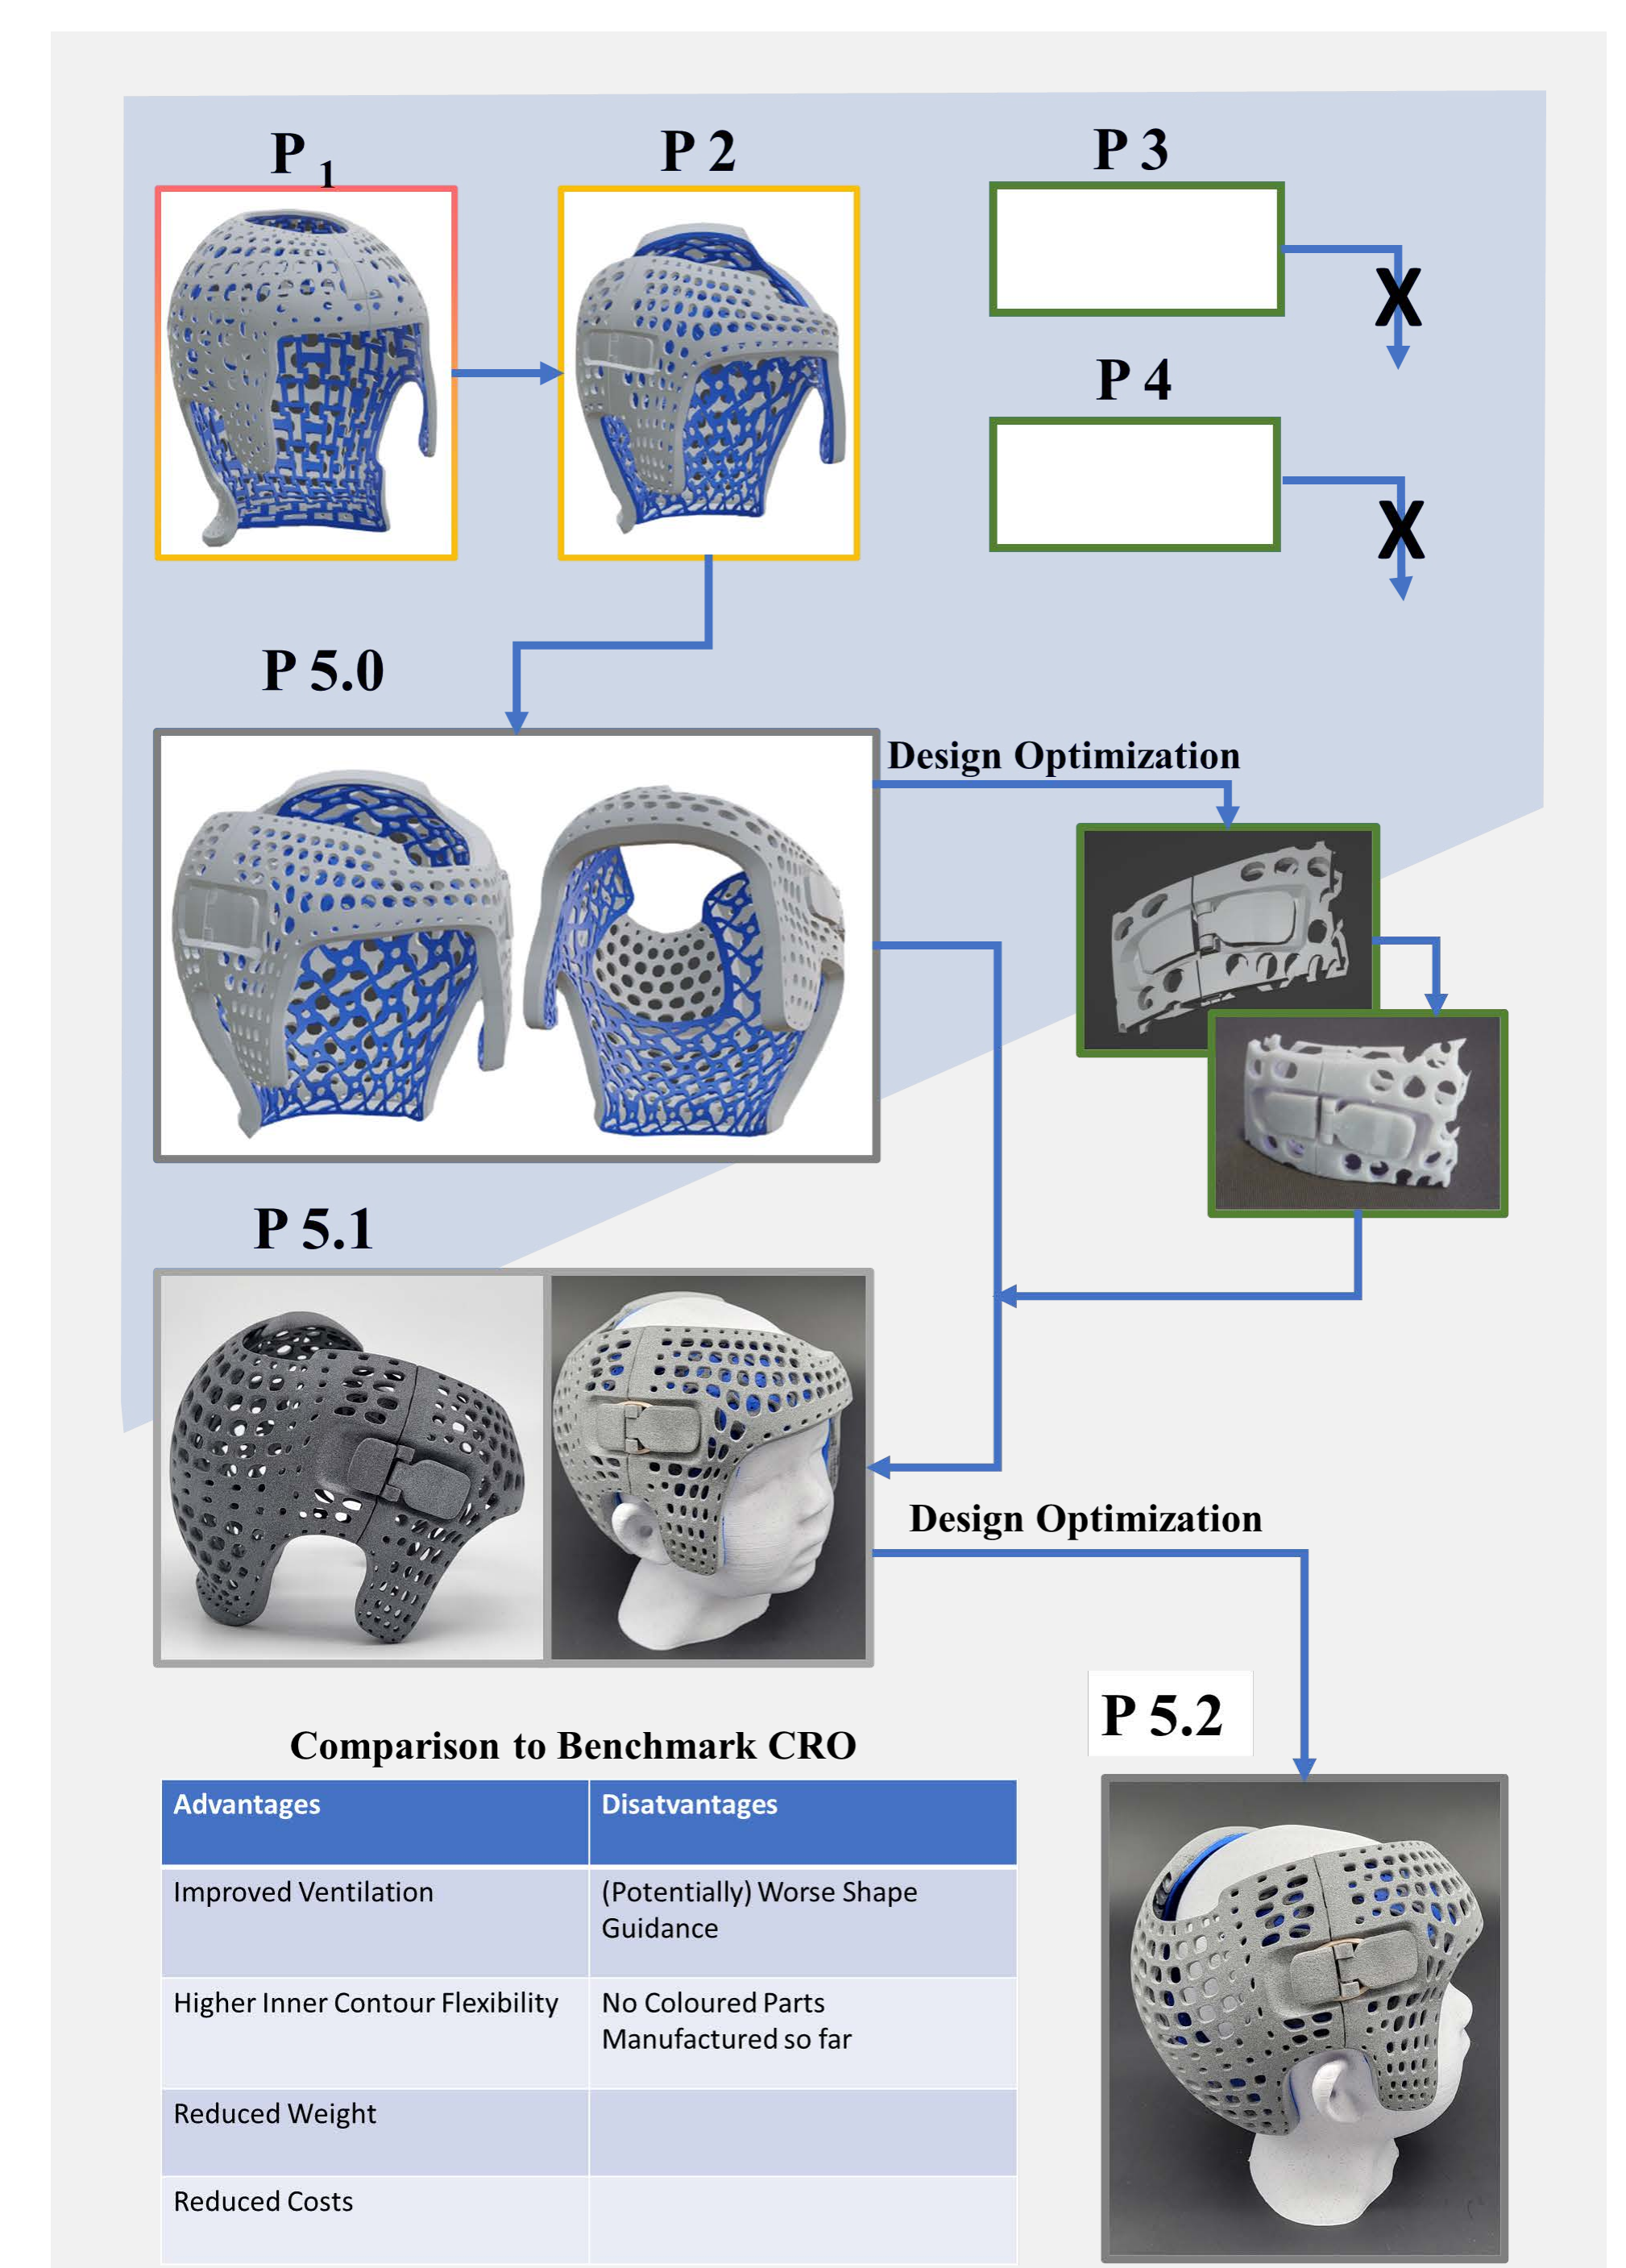 P 1
P 2
P 3
X
P 4
X
P 5.0
Design Optimization
P 5.1
Design Optimization
P 5.2
Comparison to Benchmark CRO
Advantages
Disatvantages
Improved Ventilation
(Potentially) Worse Shape
Guidance
Higher Inner Contour Flexibility
No Coloured Parts
Manufactured so far
Reduced Weight
Reduced Costs